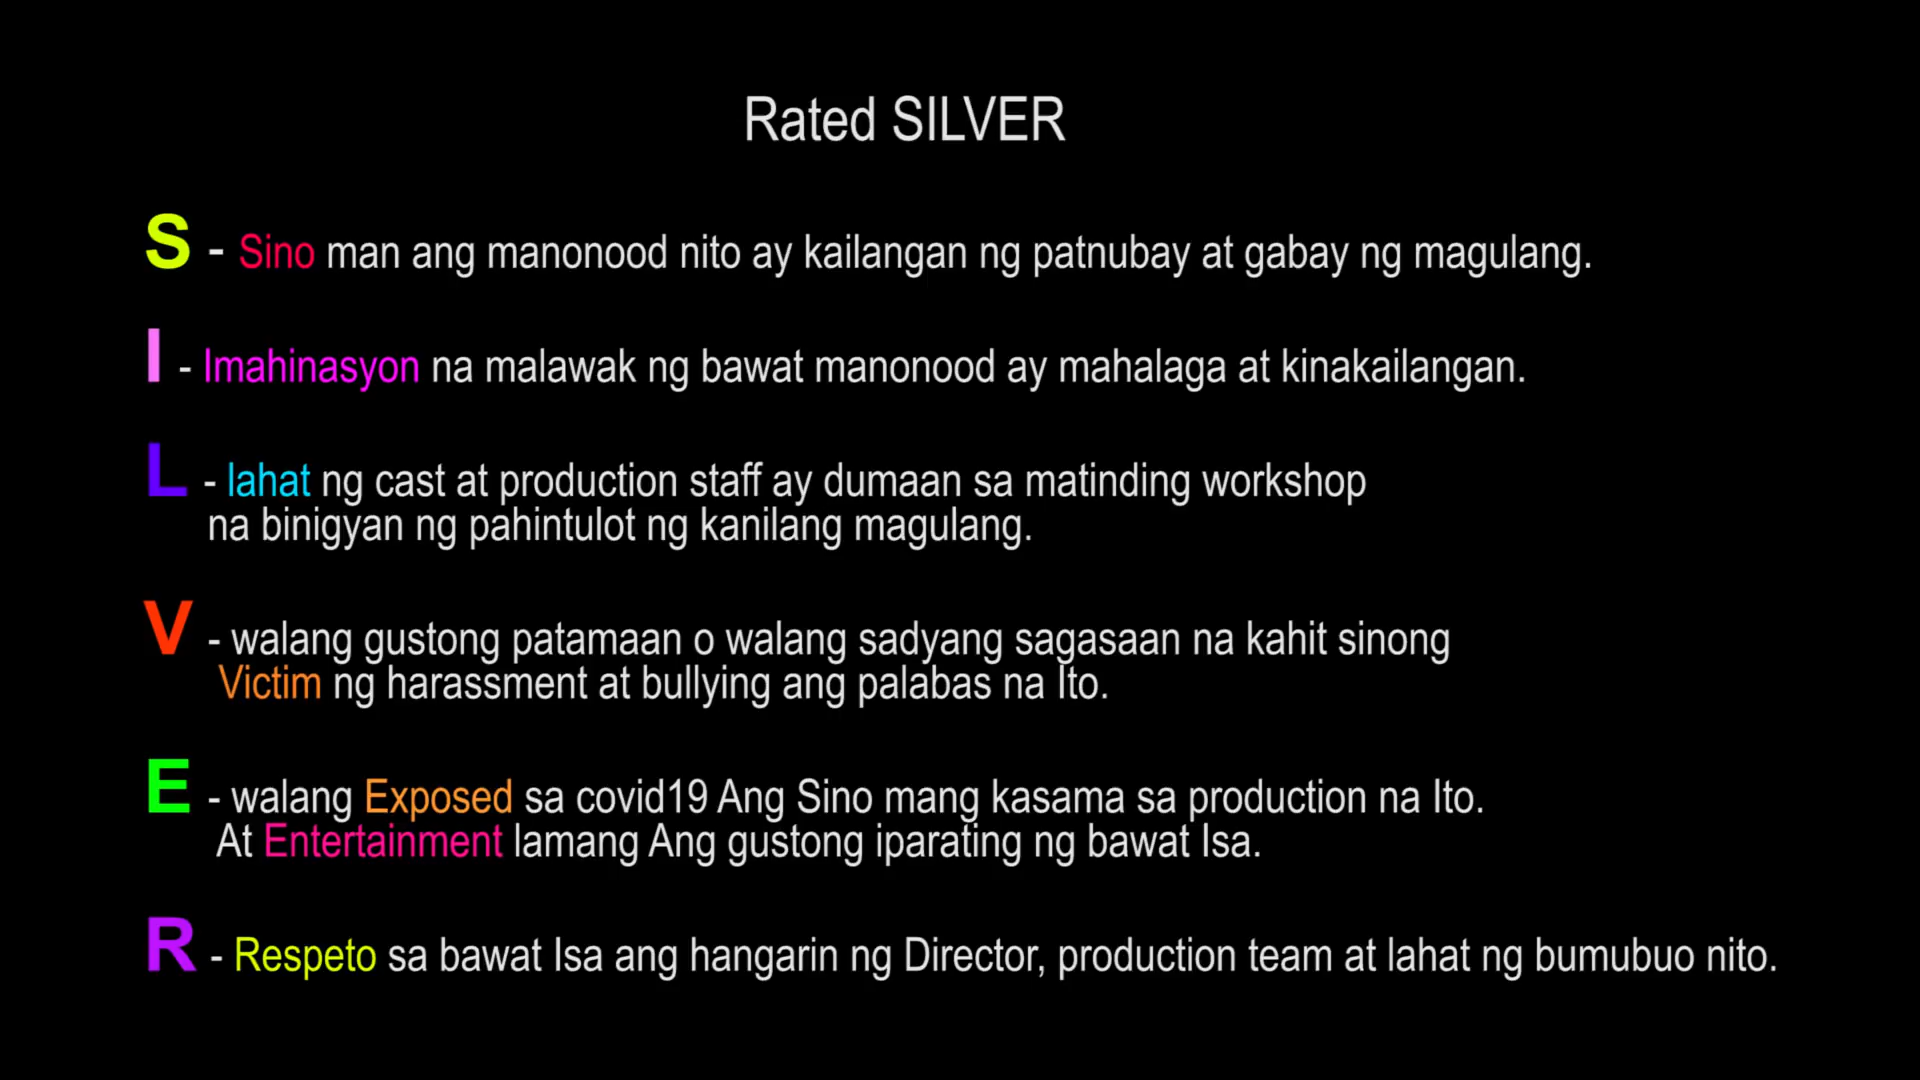 Rated SILVER
S - Sino man ang manonood nito ay kailangan ng patnubay at gabay ng magulang.
I - Imahinasyon na malawak ng bawat manonood ay mahalaga at kinakailangan.
L - lahat ng cast at production staff ay dumaan sa matinding workshop
na binigyan ng pahintulot ng kanilang magulang.
V - walang gustong patamaan o walang sadyang sagasaan na kahit sinong
Victim ng harassment at bullying ang palabas na Ito.
E - walang Exposed sa covid19 Ang Sino mang kasama sa production na Ito.
At Entertainment lamang Ang gustong iparating ng bawat Isa.
R - Respeto sa bawat Isa ang hangarin ng Director, production team at lahat ng bumubuo nito.